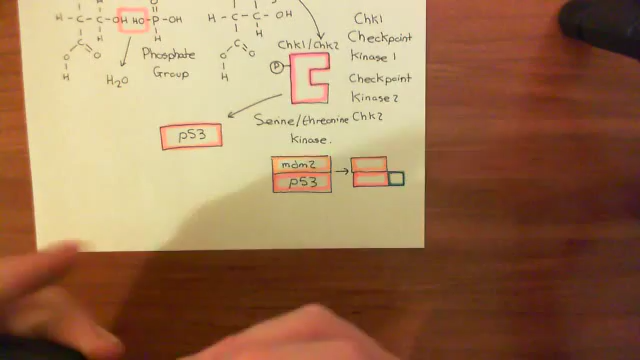 H-C-C-OH HO-P-OH
C-C-OH
H
H
H
C
C
O
O
O
H
H
H₂O
Phosphate
Group
Chk1/Chk2
P
Chk1
Checkpoint
Kinase 1
Checkpoint
Kinase 2
Chk2
Serine/threonine
Kinase.
p53
mdm2
p53